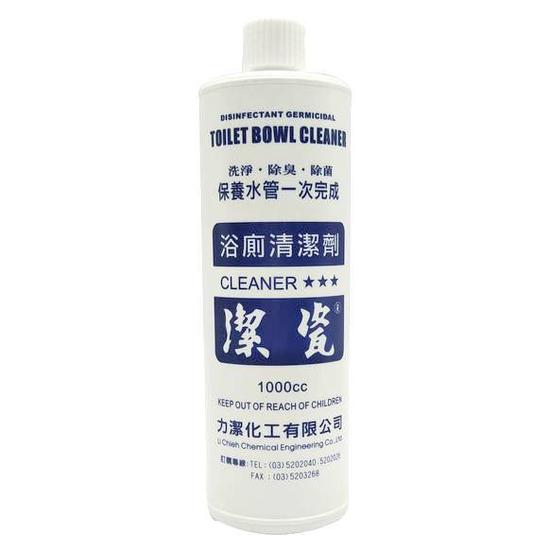 DISINFECTANT GERMICIDAL
TOILET BOWL CLEANER
洗淨·除臭·除菌
保養水管一次完成
浴廁清潔劑
CLEANER ★★★
潔瓷®
1000cc
KEEP OUT OF REACH OF CHILDREN
力潔化工有限公司
Li Chieh Chemical Engineering Co.,Ltd.
訂購專線:TEL:(03)5202040.5202026
FAX:(03)5203268